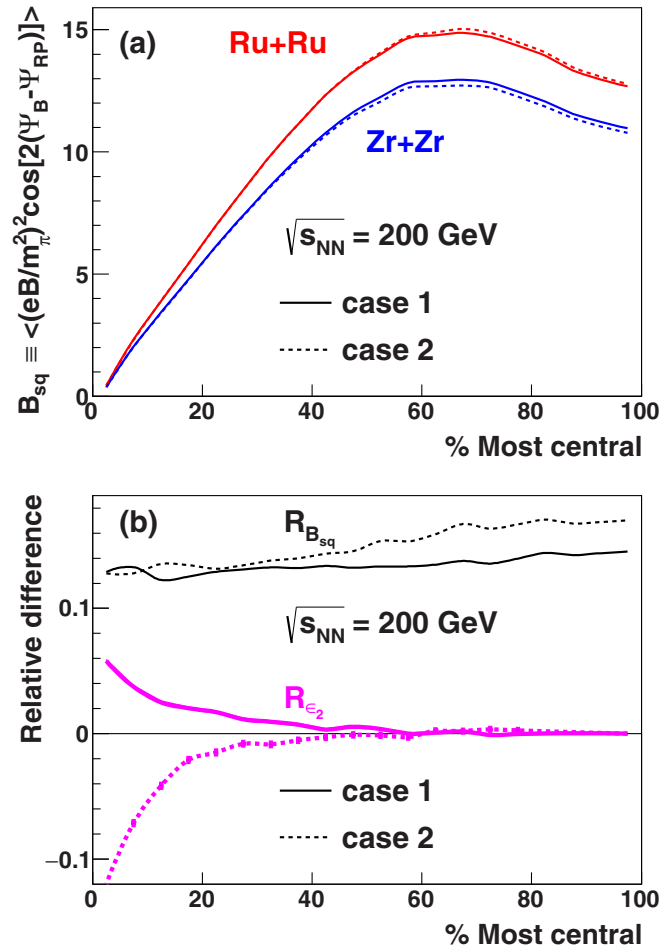 B_sq ≡ <(eB/m_π^2)^2cos[2(Ψ_B-Ψ_RP)]>
15
10
5
0
(a)
Ru+Ru
Zr+Zr
√s_NN = 200 GeV
case 1
case 2
0 20 40 60 80 100
% Most central
Relative difference
0.1
0
−0.1
(b)
R_B_sq
√s_NN = 200 GeV
R_ϵ_2
case 1
case 2
0 20 40 60 80 100
% Most central